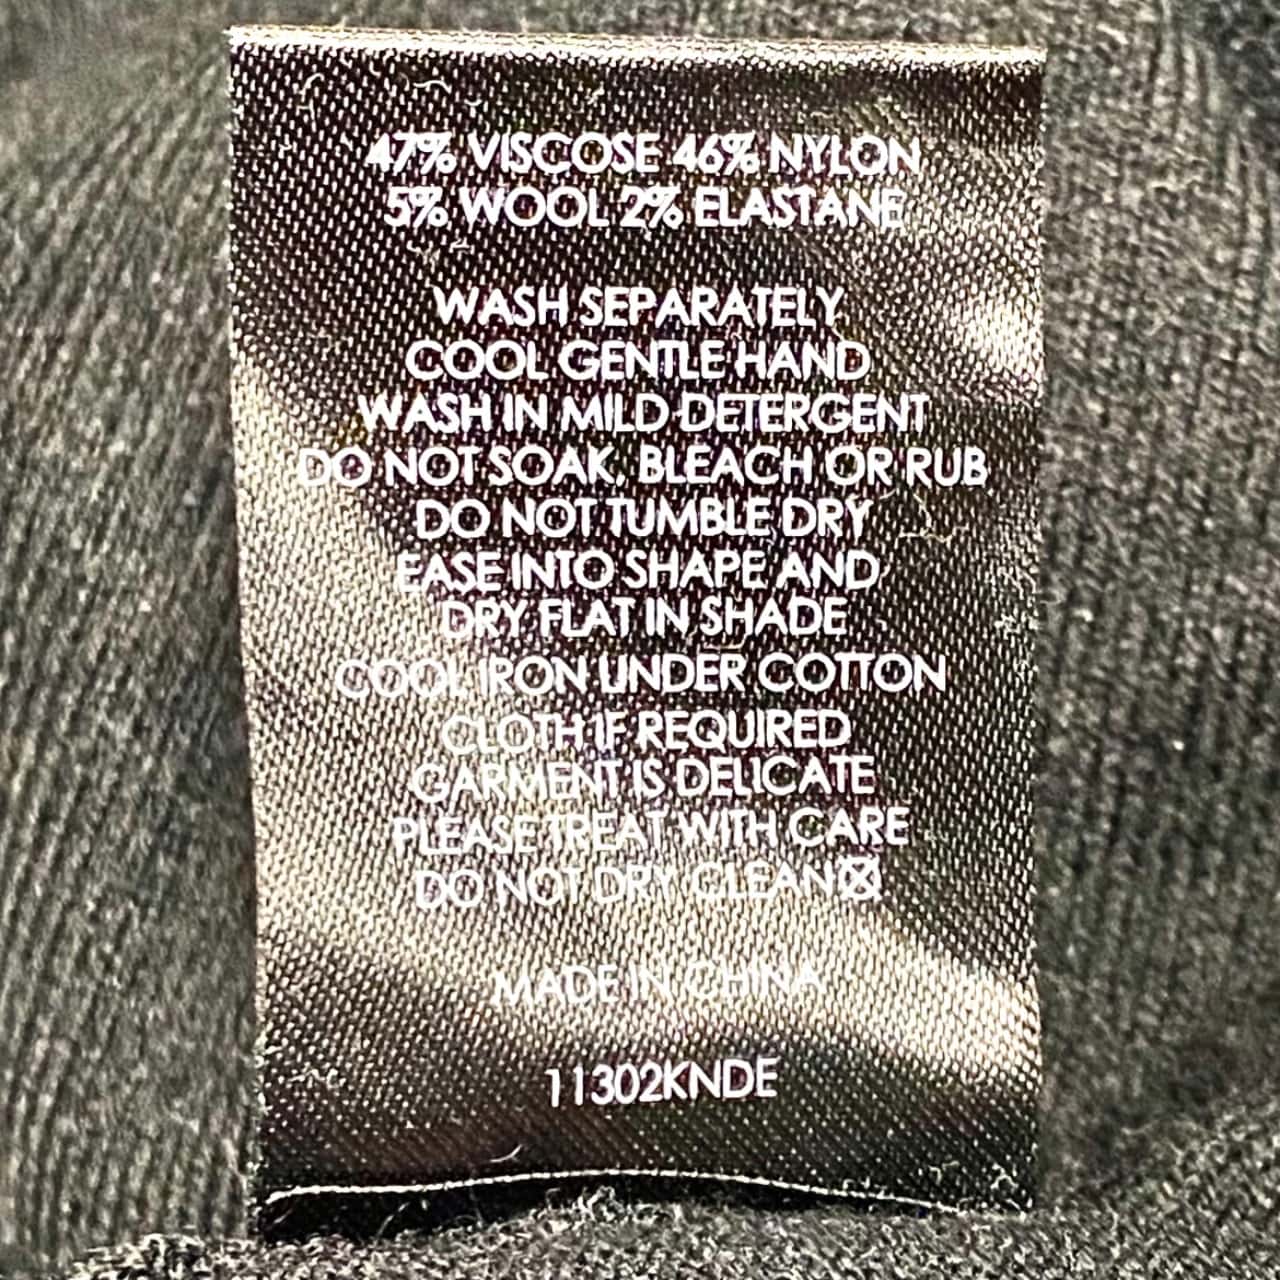 47% VISCOSE 46% NYLON
5% WOOL 2% ELASTANE
WASH SEPARATELY
COOL GENTLE HAND
WASH IN MILD DETERGENT
DO NOT SOAK, BLEACH OR RUB
DO NOT TUMBLE DRY
EASE INTO SHAPE AND
DRY FLAT IN SHADE
COOL IRON UNDER COTTON
CLOTH IF REQUIRED
GARMENT IS DELICATE
PLEASE TREAT WITH CARE
DO NOT DRY CLEAN
MADE IN CHINA
11302KNDE